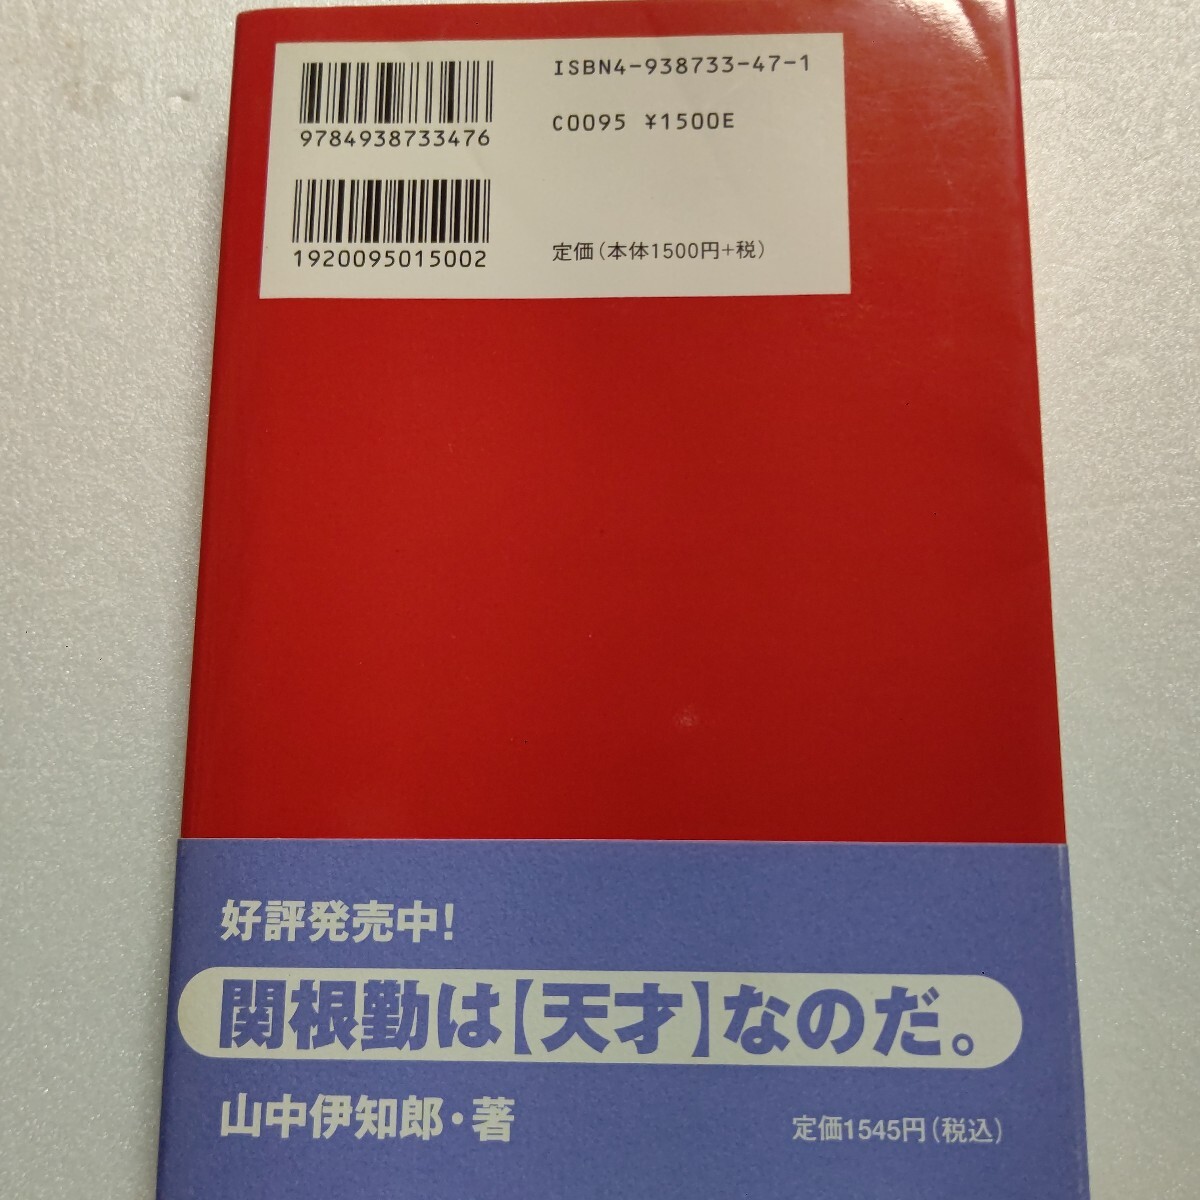 ISBN4-938733-47-1
9784938733476
C0095 ¥1500E
1920095015002
定価(本体1500円+税)
好評発売中!
関根勤は【天才】なのだ。
山中伊知郎・著
定価1545円(税込)